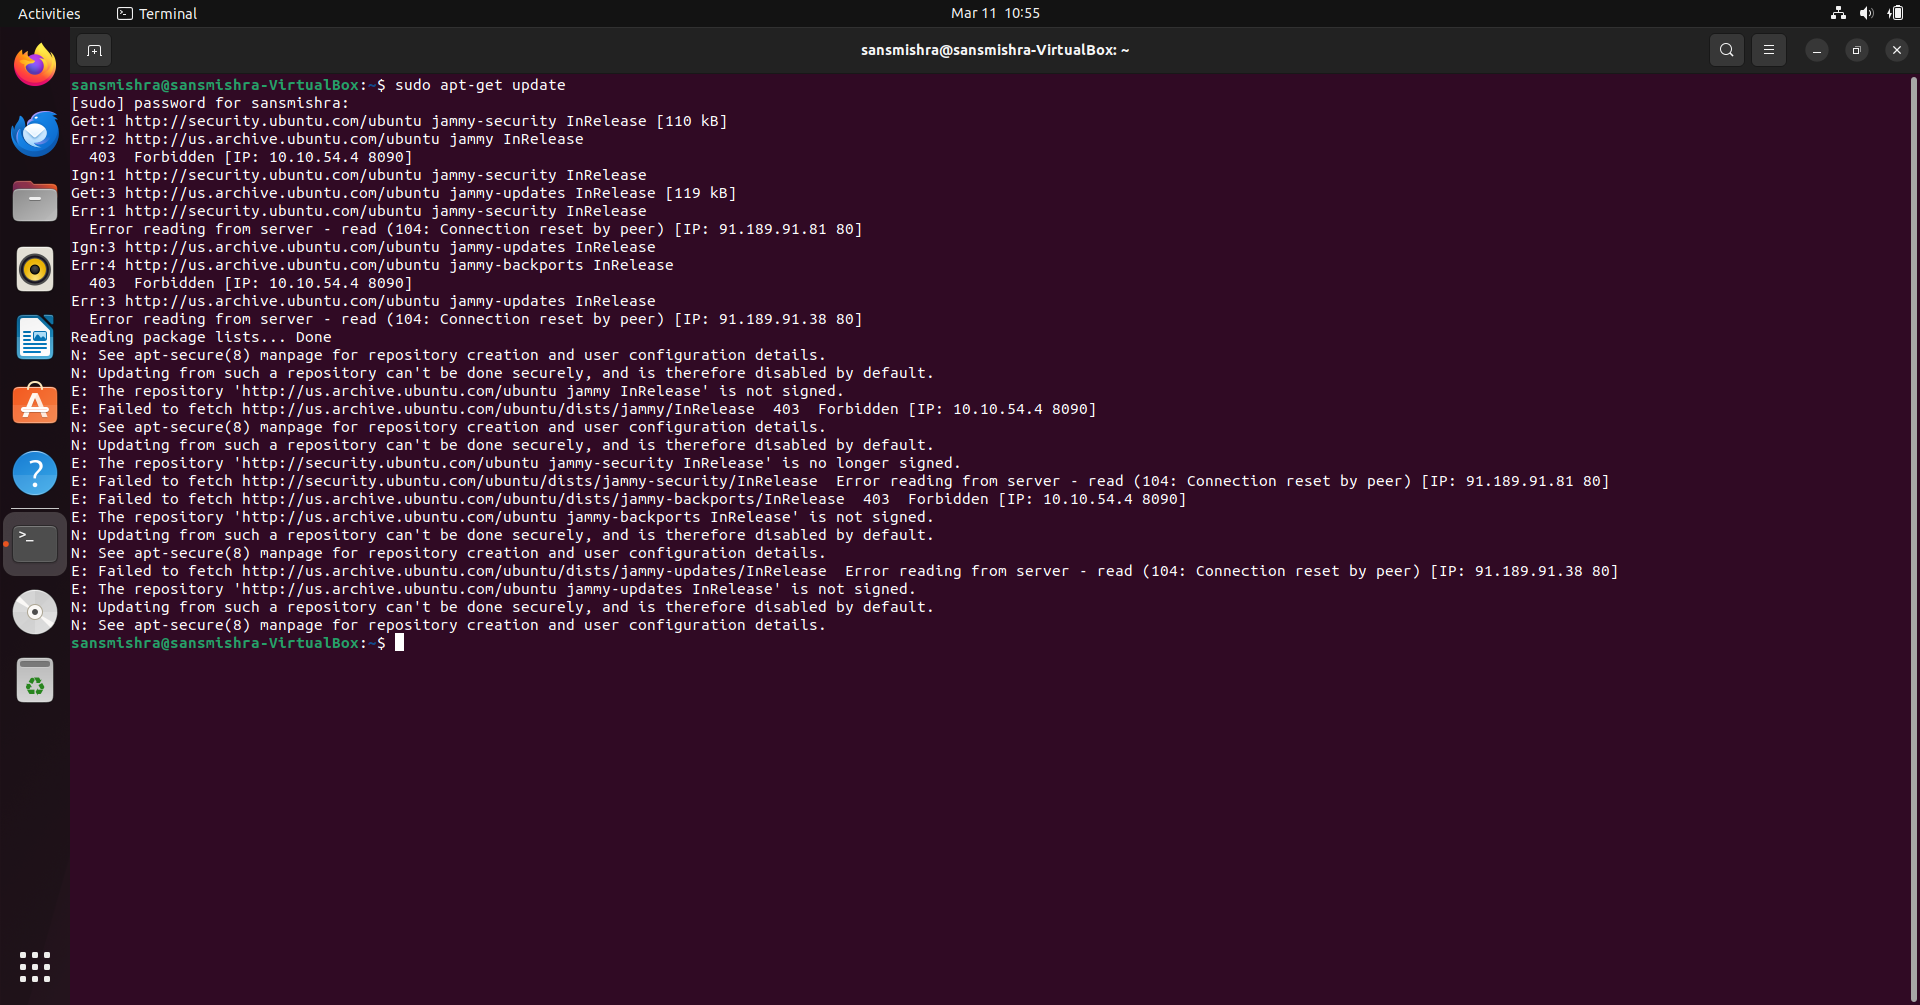 Activities
Terminal
Mar 11 10:55
sansmishra@sansmishra-VirtualBox: ~
sansmishra@sansmishra-VirtualBox:~$ sudo apt-get update
[sudo] password for sansmishra:
Get:1 http://security.ubuntu.com/ubuntu jammy-security InRelease [110 kB]
Err:2 http://us.archive.ubuntu.com/ubuntu jammy InRelease
  403  Forbidden [IP: 10.10.54.4 8090]
Ign:1 http://security.ubuntu.com/ubuntu jammy-security InRelease
Get:3 http://us.archive.ubuntu.com/ubuntu jammy-updates InRelease [119 kB]
Err:1 http://security.ubuntu.com/ubuntu jammy-security InRelease
  Error reading from server - read (104: Connection reset by peer) [IP: 91.189.91.81 80]
Ign:3 http://us.archive.ubuntu.com/ubuntu jammy-updates InRelease
Err:4 http://us.archive.ubuntu.com/ubuntu jammy-backports InRelease
  403  Forbidden [IP: 10.10.54.4 8090]
Err:3 http://us.archive.ubuntu.com/ubuntu jammy-updates InRelease
  Error reading from server - read (104: Connection reset by peer) [IP: 91.189.91.38 80]
Reading package lists... Done
N: See apt-secure(8) manpage for repository creation and user configuration details.
N: Updating from such a repository can't be done securely, and is therefore disabled by default.
E: The repository 'http://us.archive.ubuntu.com/ubuntu jammy InRelease' is not signed.
E: Failed to fetch http://us.archive.ubuntu.com/ubuntu/dists/jammy/InRelease  403  Forbidden [IP: 10.10.54.4 8090]
N: See apt-secure(8) manpage for repository creation and user configuration details.
N: Updating from such a repository can't be done securely, and is therefore disabled by default.
E: The repository 'http://security.ubuntu.com/ubuntu jammy-security InRelease' is no longer signed.
E: Failed to fetch http://security.ubuntu.com/ubuntu/dists/jammy-security/InRelease  Error reading from server - read (104: Connection reset by peer) [IP: 91.189.91.81 80]
E: Failed to fetch http://us.archive.ubuntu.com/ubuntu/dists/jammy-backports/InRelease  403  Forbidden [IP: 10.10.54.4 8090]
E: The repository 'http://us.archive.ubuntu.com/ubuntu jammy-backports InRelease' is not signed.
N: Updating from such a repository can't be done securely, and is therefore disabled by default.
N: See apt-secure(8) manpage for repository creation and user configuration details.
E: Failed to fetch http://us.archive.ubuntu.com/ubuntu/dists/jammy-updates/InRelease  Error reading from server - read (104: Connection reset by peer) [IP: 91.189.91.38 80]
E: The repository 'http://us.archive.ubuntu.com/ubuntu jammy-updates InRelease' is not signed.
N: Updating from such a repository can't be done securely, and is therefore disabled by default.
N: See apt-secure(8) manpage for repository creation and user configuration details.
sansmishra@sansmishra-VirtualBox:~$